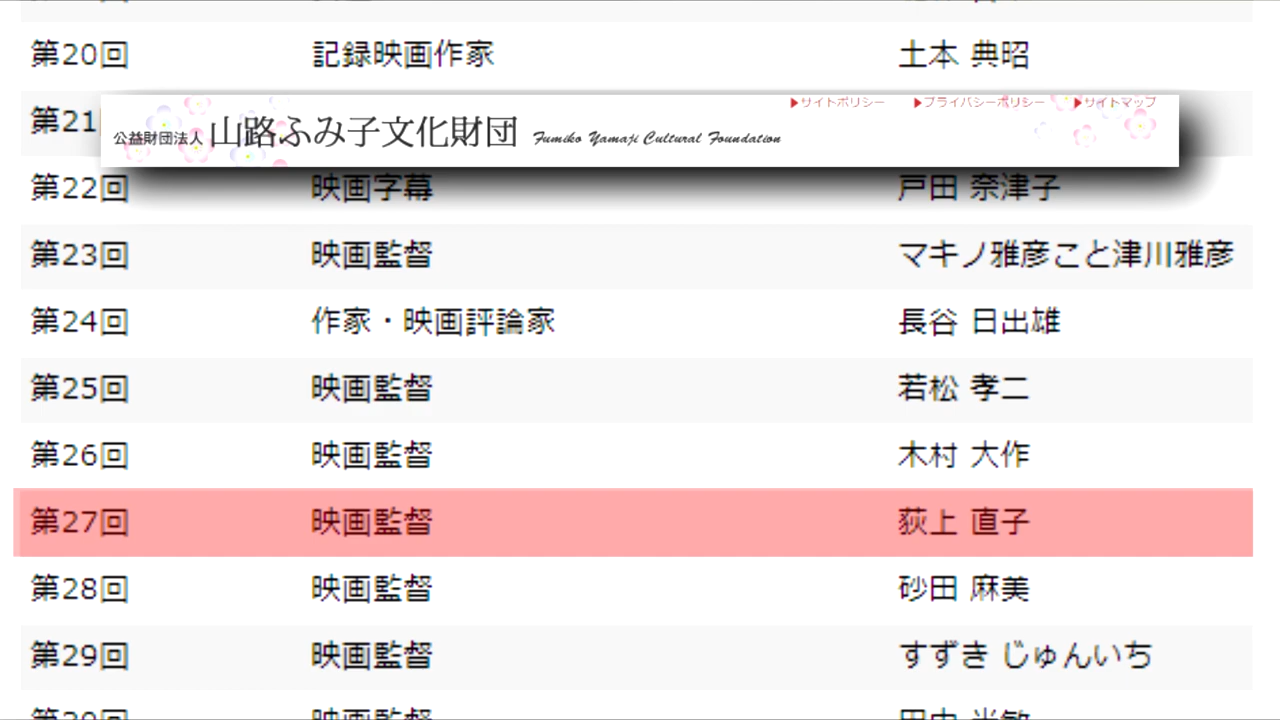 第20回 記録映画作家 土本 典昭
第21
▶サイトポリシー ▶プライバシーポリシー ▶サイトマップ
公益財団法人 山路ふみ子文化財団 Fumiko Yamaji Cultural Foundation
第22回 映画字幕 戸田 奈津子
第23回 映画監督 マキノ雅彦こと津川雅彦
第24回 作家・映画評論家 長谷 日出雄
第25回 映画監督 若松 孝二
第26回 映画監督 木村 大作
第27回 映画監督 荻上 直子
第28回 映画監督 砂田 麻美
第29回 映画監督 すずき じゅんいち